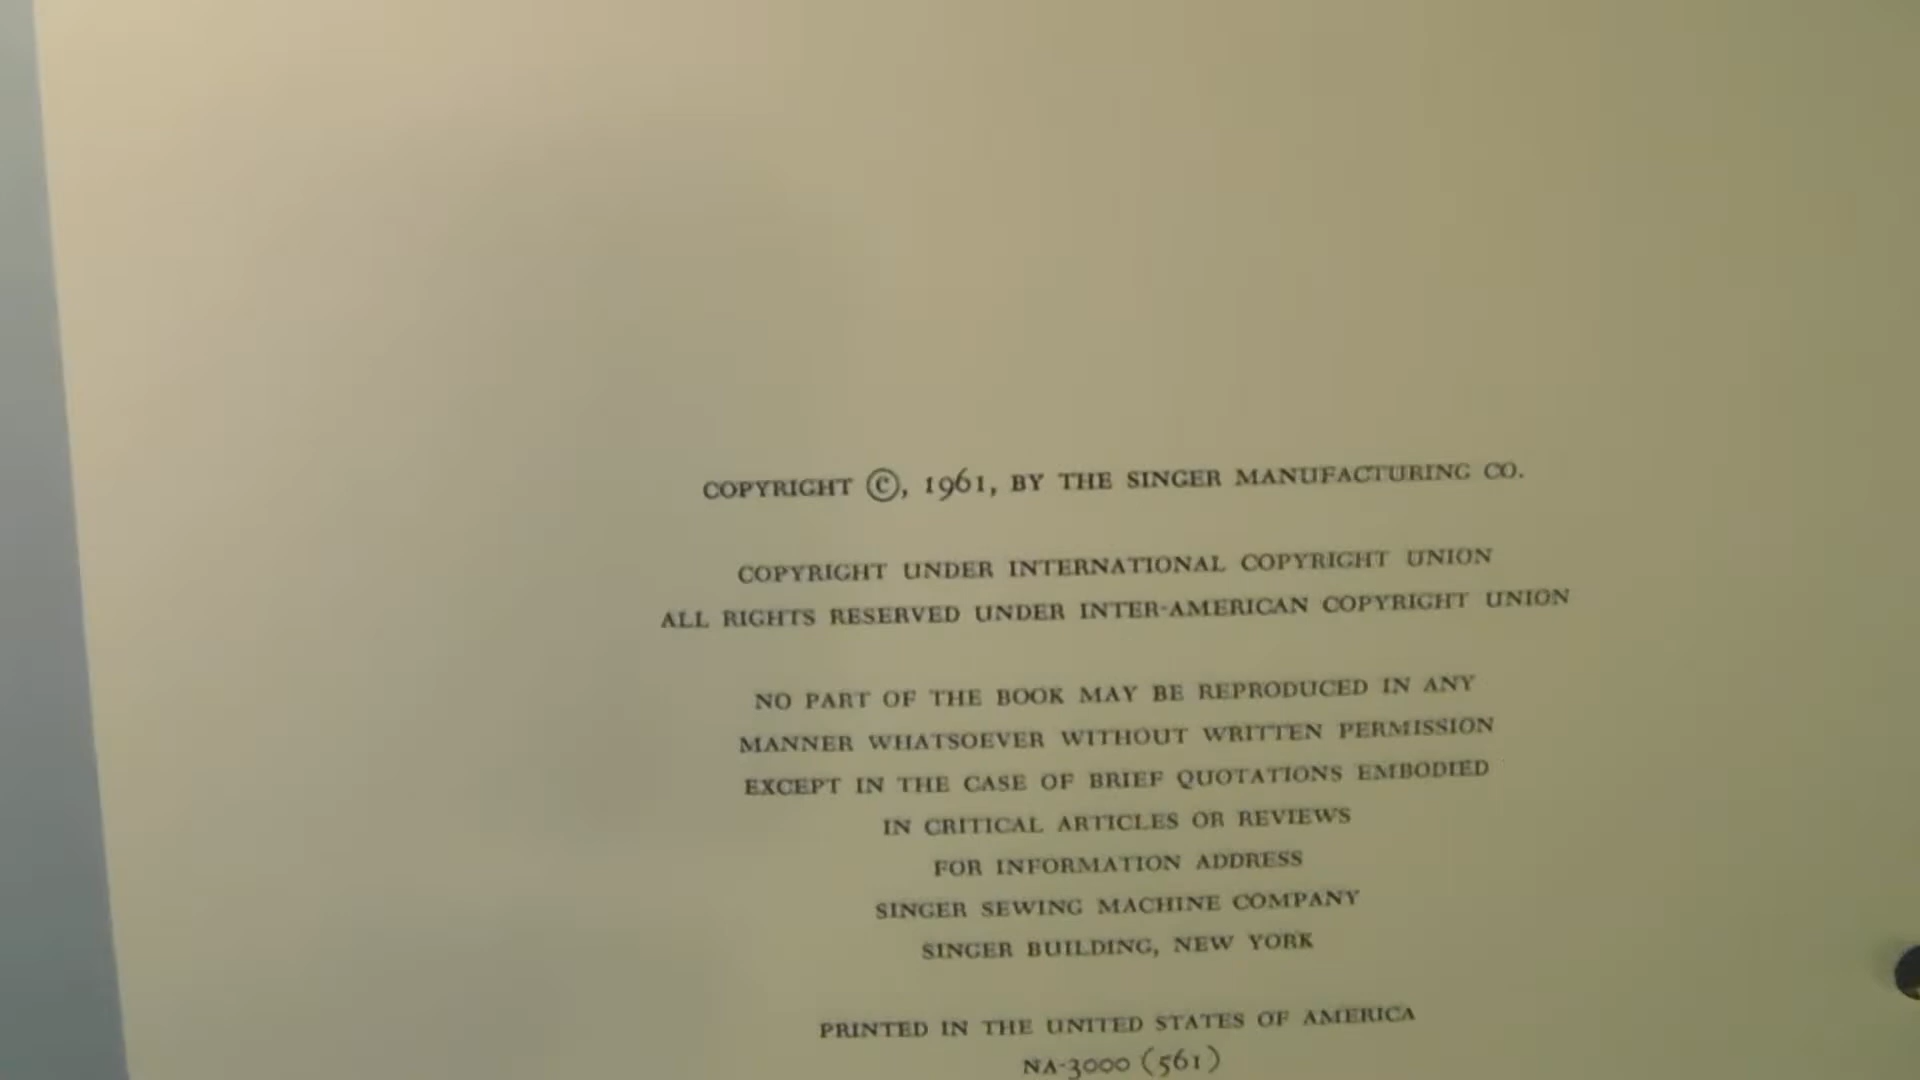 COPYRIGHT ©, 1961, BY THE SINGER MANUFACTURING CO.
COPYRIGHT UNDER INTERNATIONAL COPYRIGHT UNION
ALL RIGHTS RESERVED UNDER INTER-AMERICAN COPYRIGHT UNION
NO PART OF THE BOOK MAY BE REPRODUCED IN ANY
MANNER WHATSOEVER WITHOUT WRITTEN PERMISSION
EXCEPT IN THE CASE OF BRIEF QUOTATIONS EMBODIED
IN CRITICAL ARTICLES OR REVIEWS
FOR INFORMATION ADDRESS
SINGER SEWING MACHINE COMPANY
SINGER BUILDING, NEW YORK
PRINTED IN THE UNITED STATES OF AMERICA
NA-3000 (561)